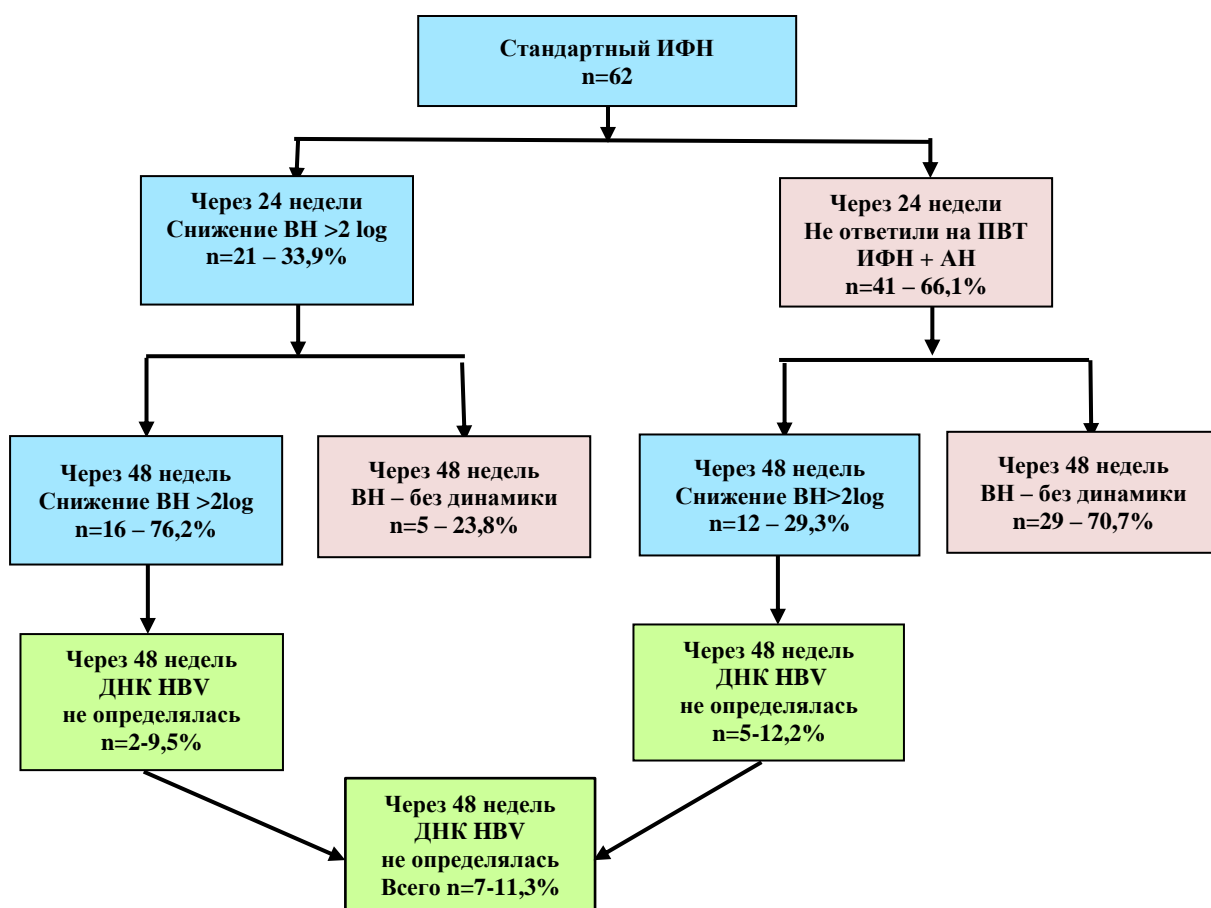 Стандартный ИФН
n=62
Через 24 недели
Снижение ВН >2 log
n=21 – 33,9%
Через 24 недели
Не ответили на ПВТ
ИФН + АН
n=41 – 66,1%
Через 48 недель
Снижение ВН >2log
n=16 – 76,2%
Через 48 недель
ВН – без динамики
n=5 – 23,8%
Через 48 недель
Снижение ВН>2log
n=12 – 29,3%
Через 48 недель
ВН – без динамики
n=29 – 70,7%
Через 48 недель
ДНК HBV
не определялась
n=2-9,5%
Через 48 недель
ДНК HBV
не определялась
n=5-12,2%
Через 48 недель
ДНК HBV
не определялась
Всего n=7-11,3%